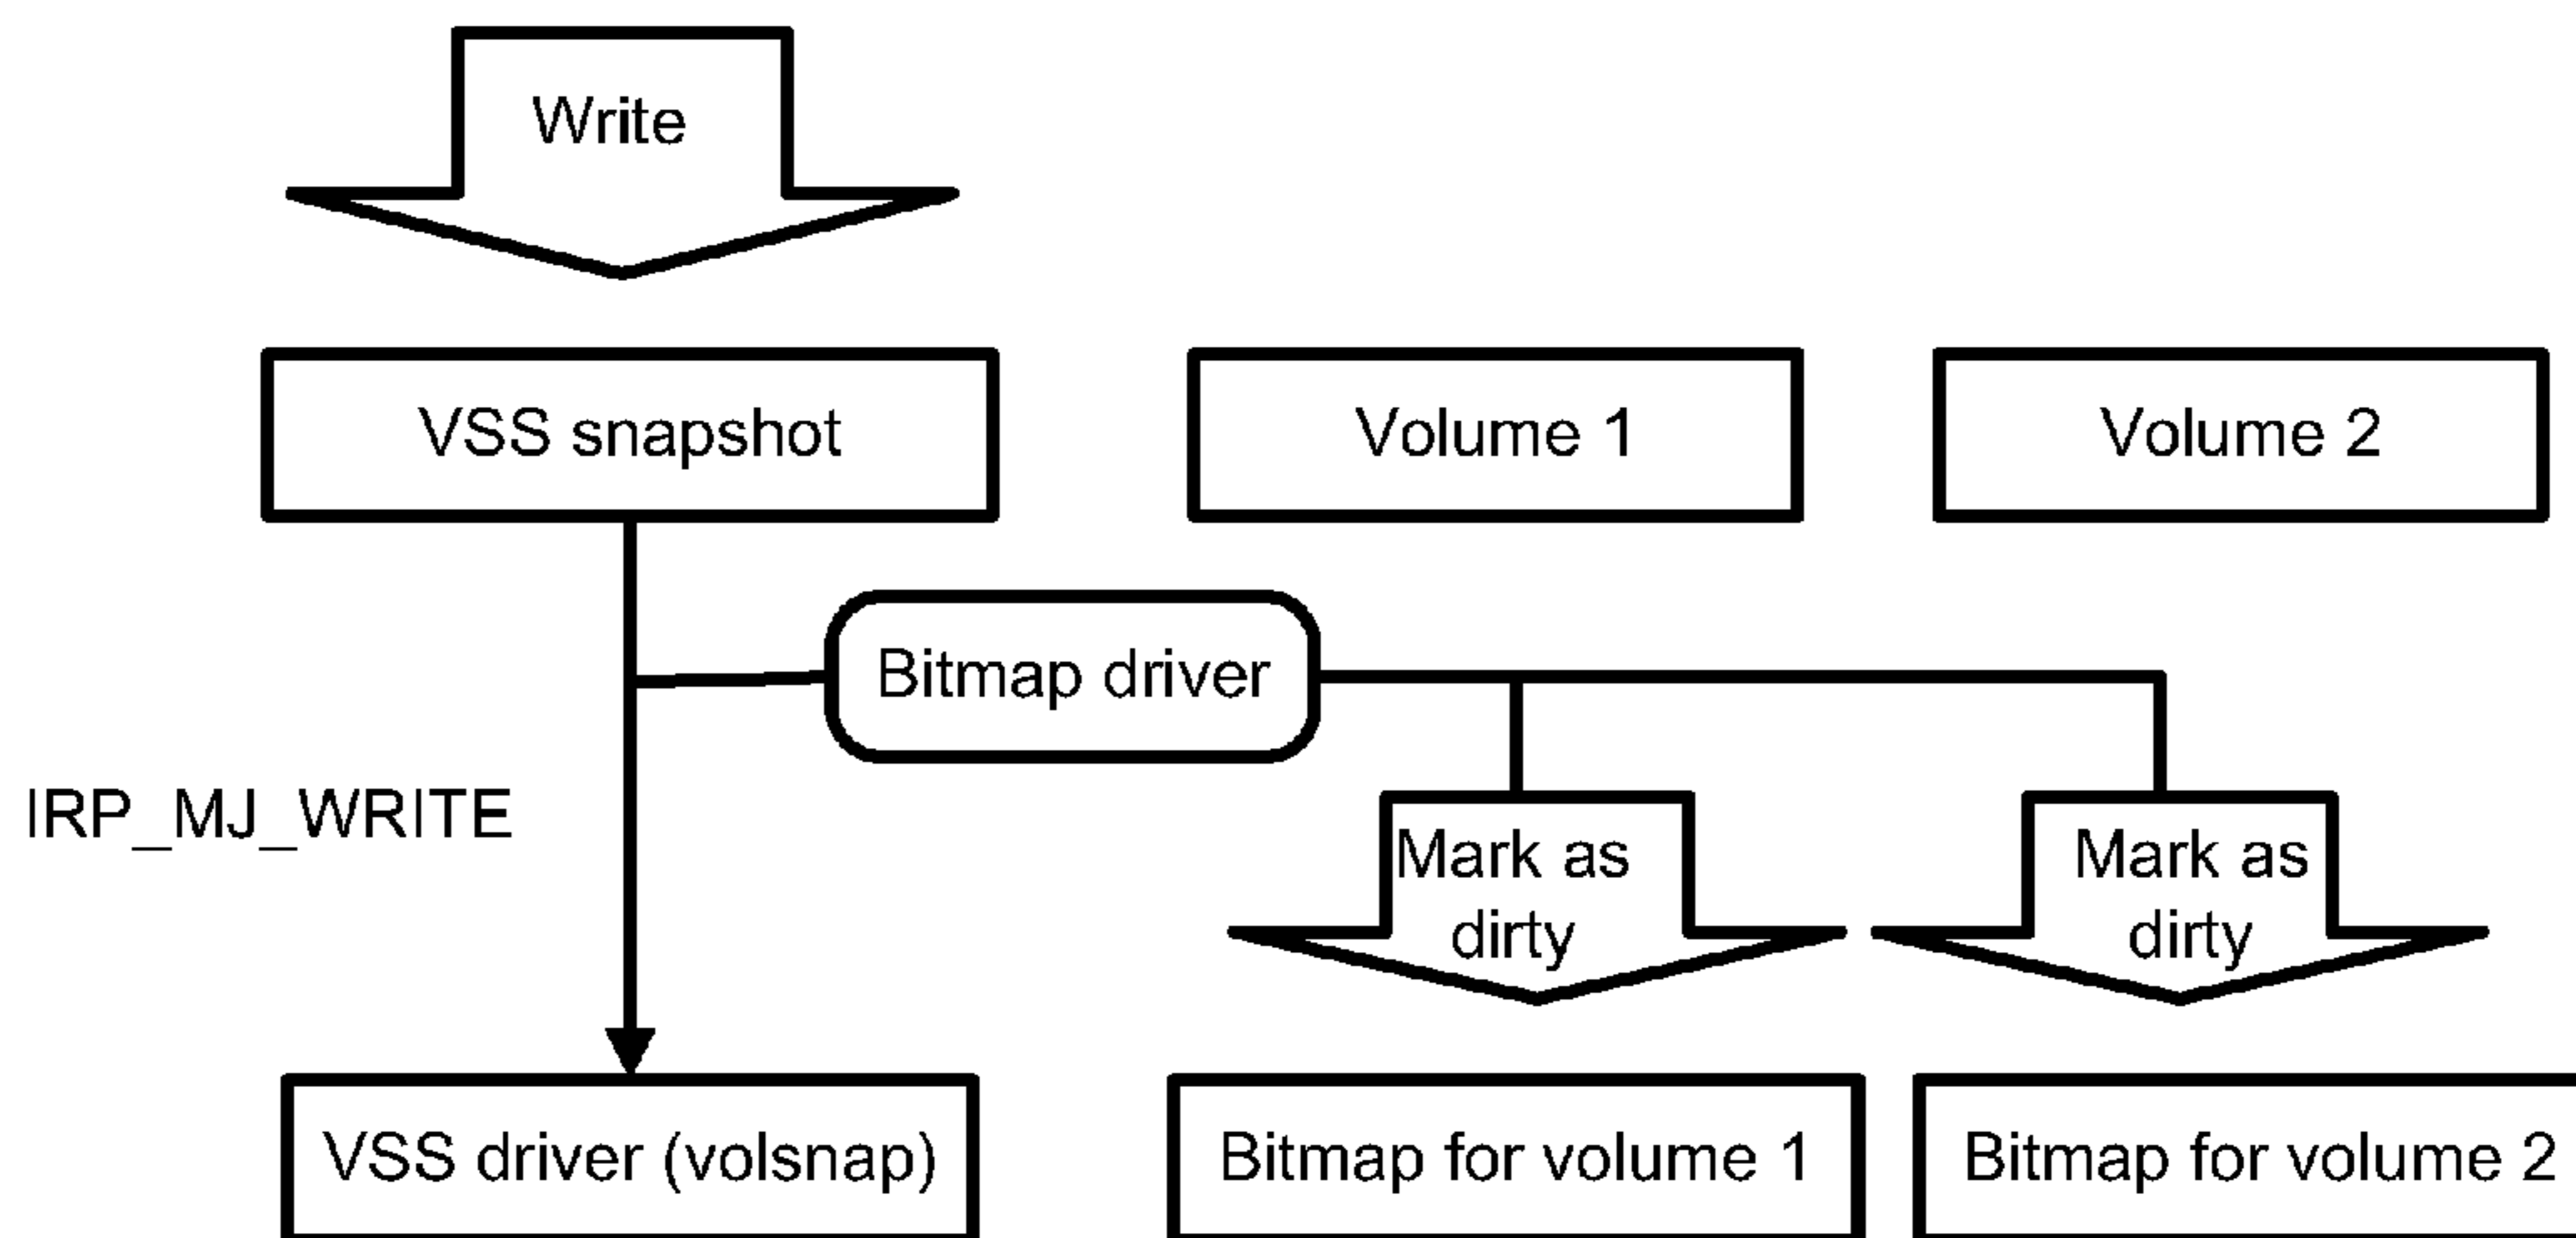 Write
VSS snapshot
Volume 1
Volume 2
Bitmap driver
IRP_MJ_WRITE
Mark as
dirty
Mark as
dirty
VSS driver (volsnap)
Bitmap for volume 1
Bitmap for volume 2